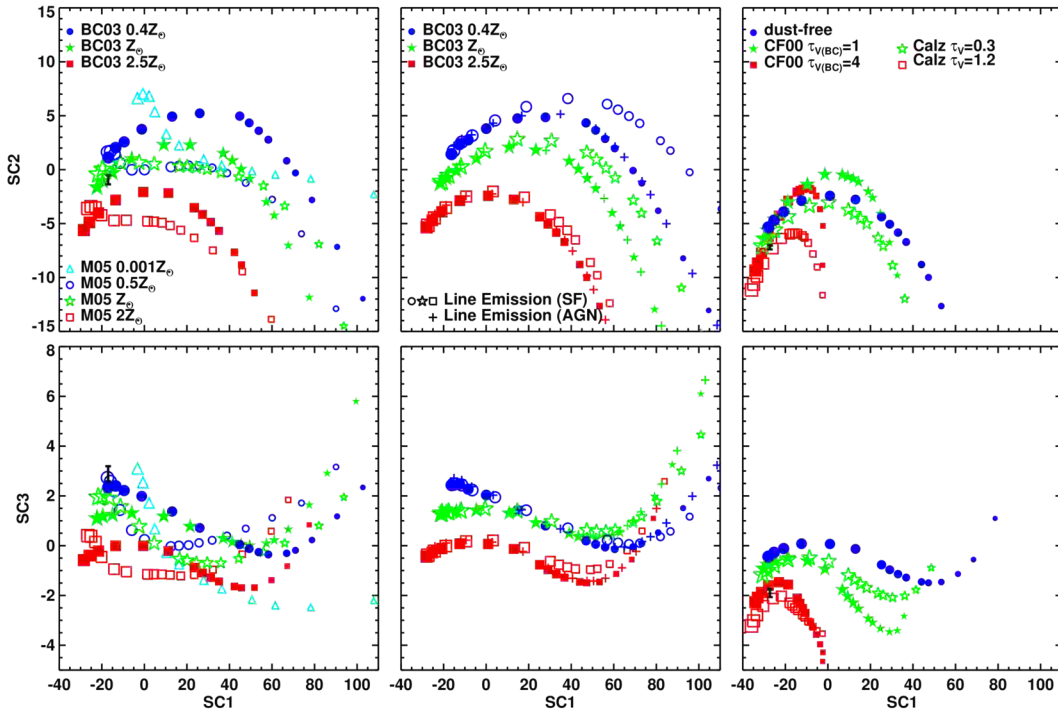 BC03 0.4Z⊙
BC03 Z⊙
BC03 2.5Z⊙
M05 0.001Z⊙
M05 0.5Z⊙
M05 Z⊙
M05 2Z⊙
BC03 0.4Z⊙
BC03 Z⊙
BC03 2.5Z⊙
Line Emission (SF)
Line Emission (AGN)
dust-free
CF00 τV(BC)=1
CF00 τV(BC)=4
Calz τV=0.3
Calz τV=1.2
15
10
5
0
-5
-10
-15
SC2
8
6
4
2
0
-2
-4
SC3
-40 -20 0 20 40 60 80 100
SC1
-20 0 20 40 60 80 100
SC1
-40 -20 0 20 40 60 80 100
SC1